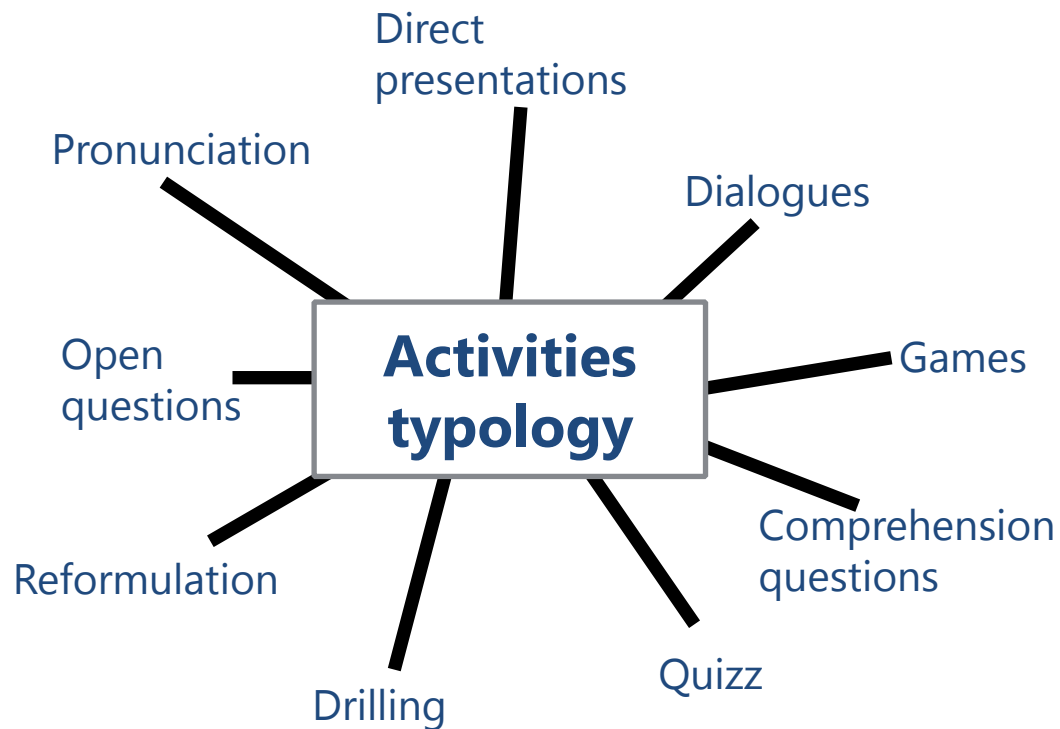 Direct
presentations
Pronunciation
Dialogues
Activities
typology
Open
questions
Games
Comprehension
questions
Reformulation
Quizz
Drilling